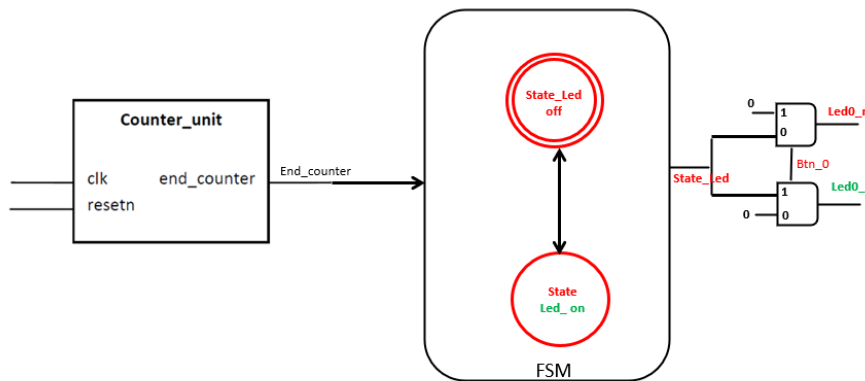 Counter_unit
clk end_counter
resetn
End_counter
State_Led
off
State
Led_ on
FSM
State_Led
0
1
0
Led0_r
Btn_0
1
0
0
Led0_